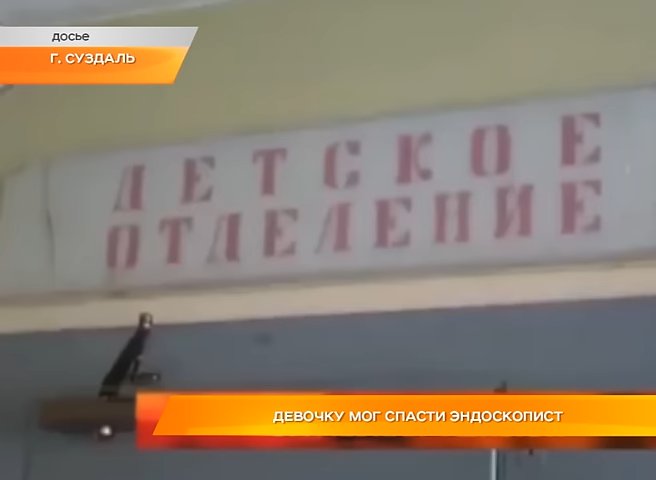 досье
Г. СУЗДАЛЬ
ДЕТСКОЕ
ОТДЕЛЕНИЕ
ДЕВОЧКУ МОГ СПАСТИ ЭНДОСКОПИСТ